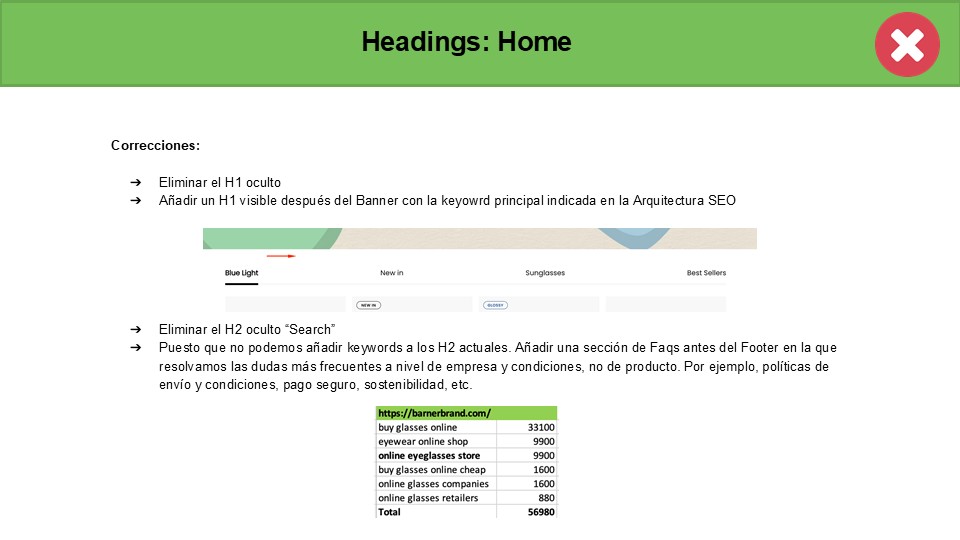 Headings: Home
Correcciones:
➔ Eliminar el H1 oculto
➔ Añadir un H1 visible después del Banner con la keyowrd principal indicada en la Arquitectura SEO
Blue Light New in Sunglasses Best Sellers
NEW IN GLOSSY
➔ Eliminar el H2 oculto “Search”
➔ Puesto que no podemos añadir keywords a los H2 actuales. Añadir una sección de Faqs antes del Footer en la que
resolvamos las dudas más frecuentes a nivel de empresa y condiciones, no de producto. Por ejemplo, políticas de
envío y condiciones, pago seguro, sostenibilidad, etc.
https://barnerbrand.com/
buy glasses online 33100
eyewear online shop 9900
online eyeglasses store 9900
buy glasses online cheap 1600
online glasses companies 1600
online glasses retailers 880
Total 56980